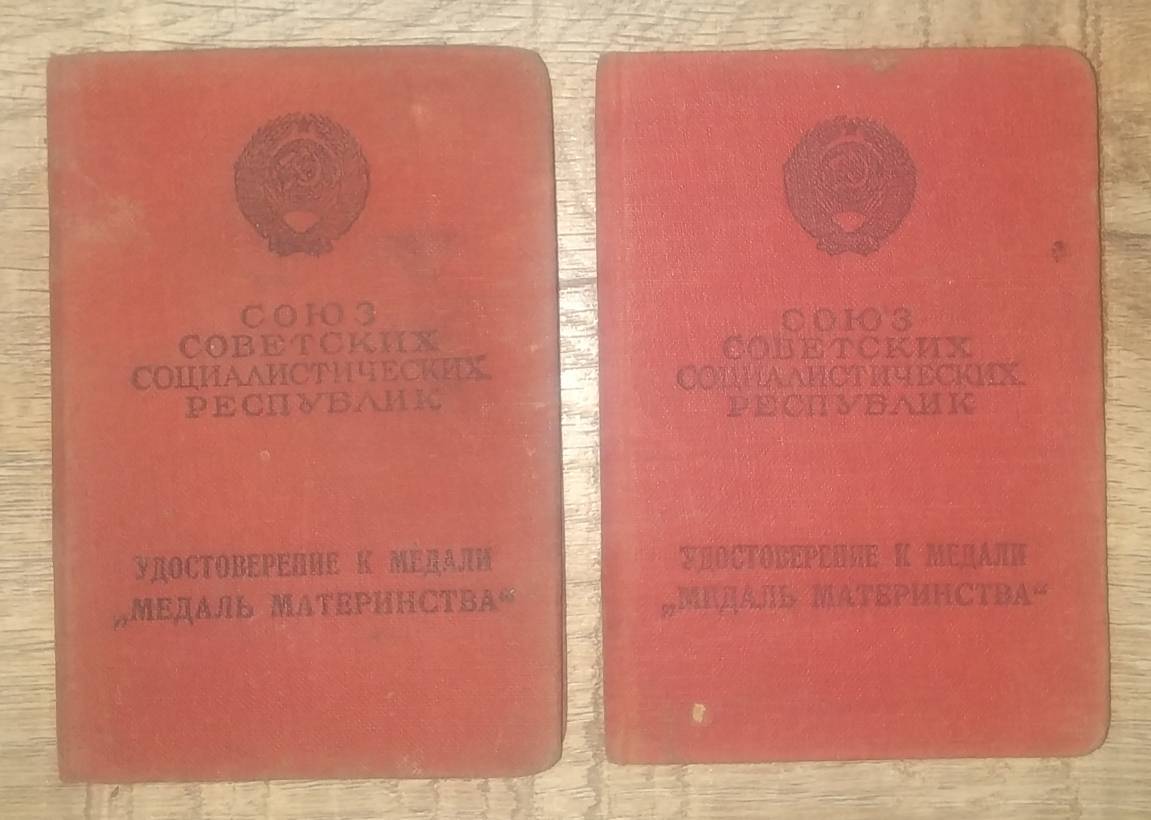 СОЮЗ
СОВЕТСКИХ
СОЦИАЛИСТИЧЕСКИХ
РЕСПУБЛИК
УДОСТОВЕРЕНИЕ К МЕДАЛИ
„МЕДАЛЬ МАТЕРИНСТВА“
СОЮЗ
СОВЕТСКИХ
СОЦИАЛИСТИЧЕСКИХ
РЕСПУБЛИК
УДОСТОВЕРЕНИЕ К МЕДАЛИ
„МЕДАЛЬ МАТЕРИНСТВА“